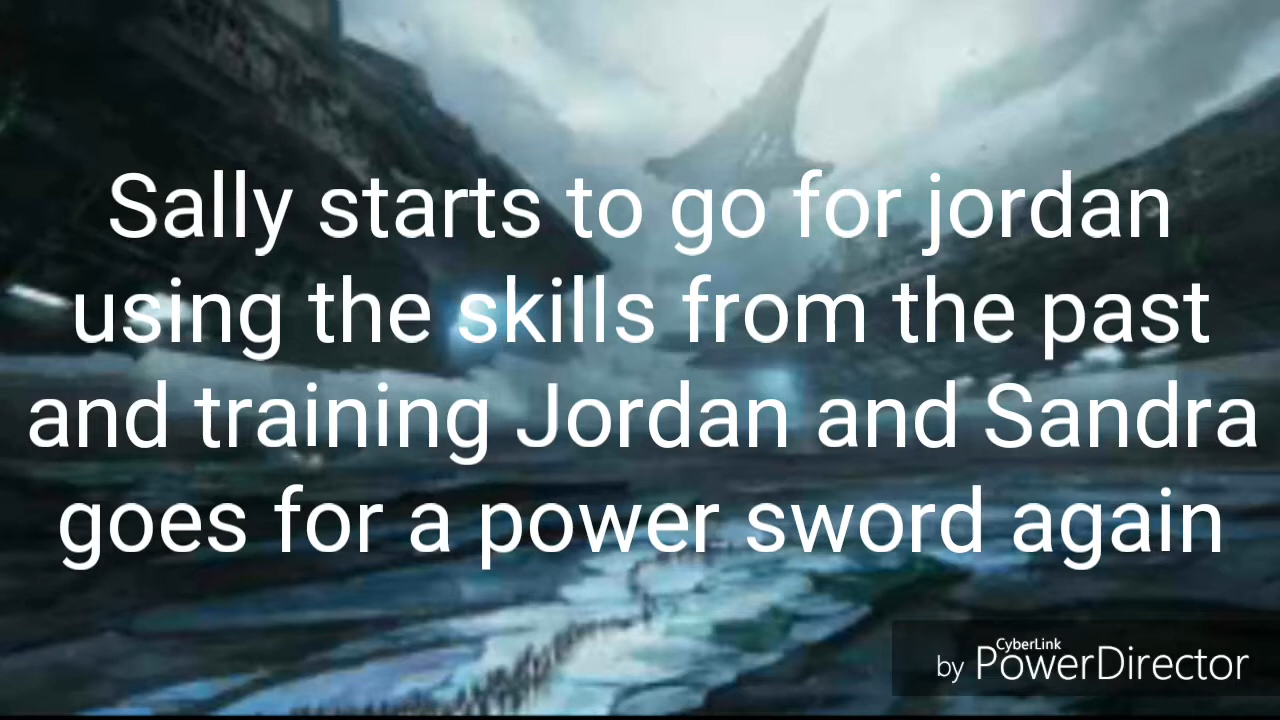 Sally starts to go for jordan
using the skills from the past
and training Jordan and Sandra
goes for a power sword again
CyberLink
by PowerDirector